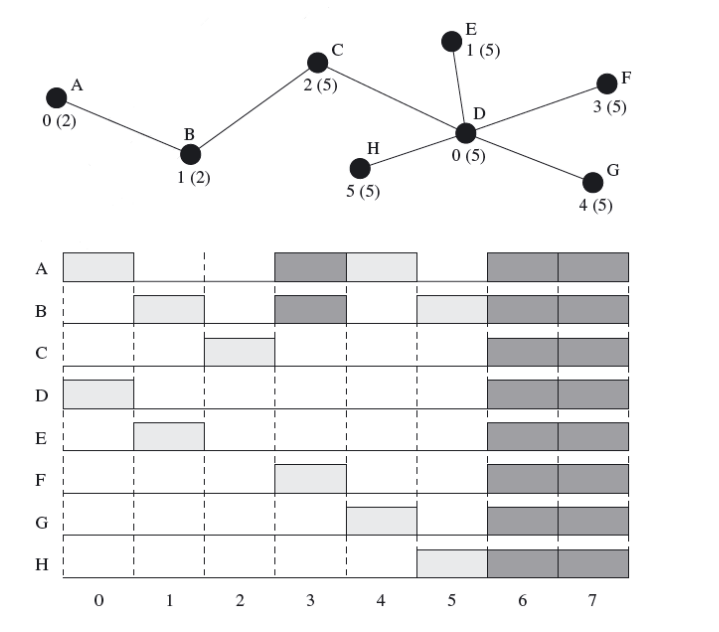 E
1 (5)
C
2 (5)
F
3 (5)
A
0 (2)
D
0 (5)
B
1 (2)
H
5 (5)
G
4 (5)
A
B
C
D
E
F
G
H
0 1 2 3 4 5 6 7